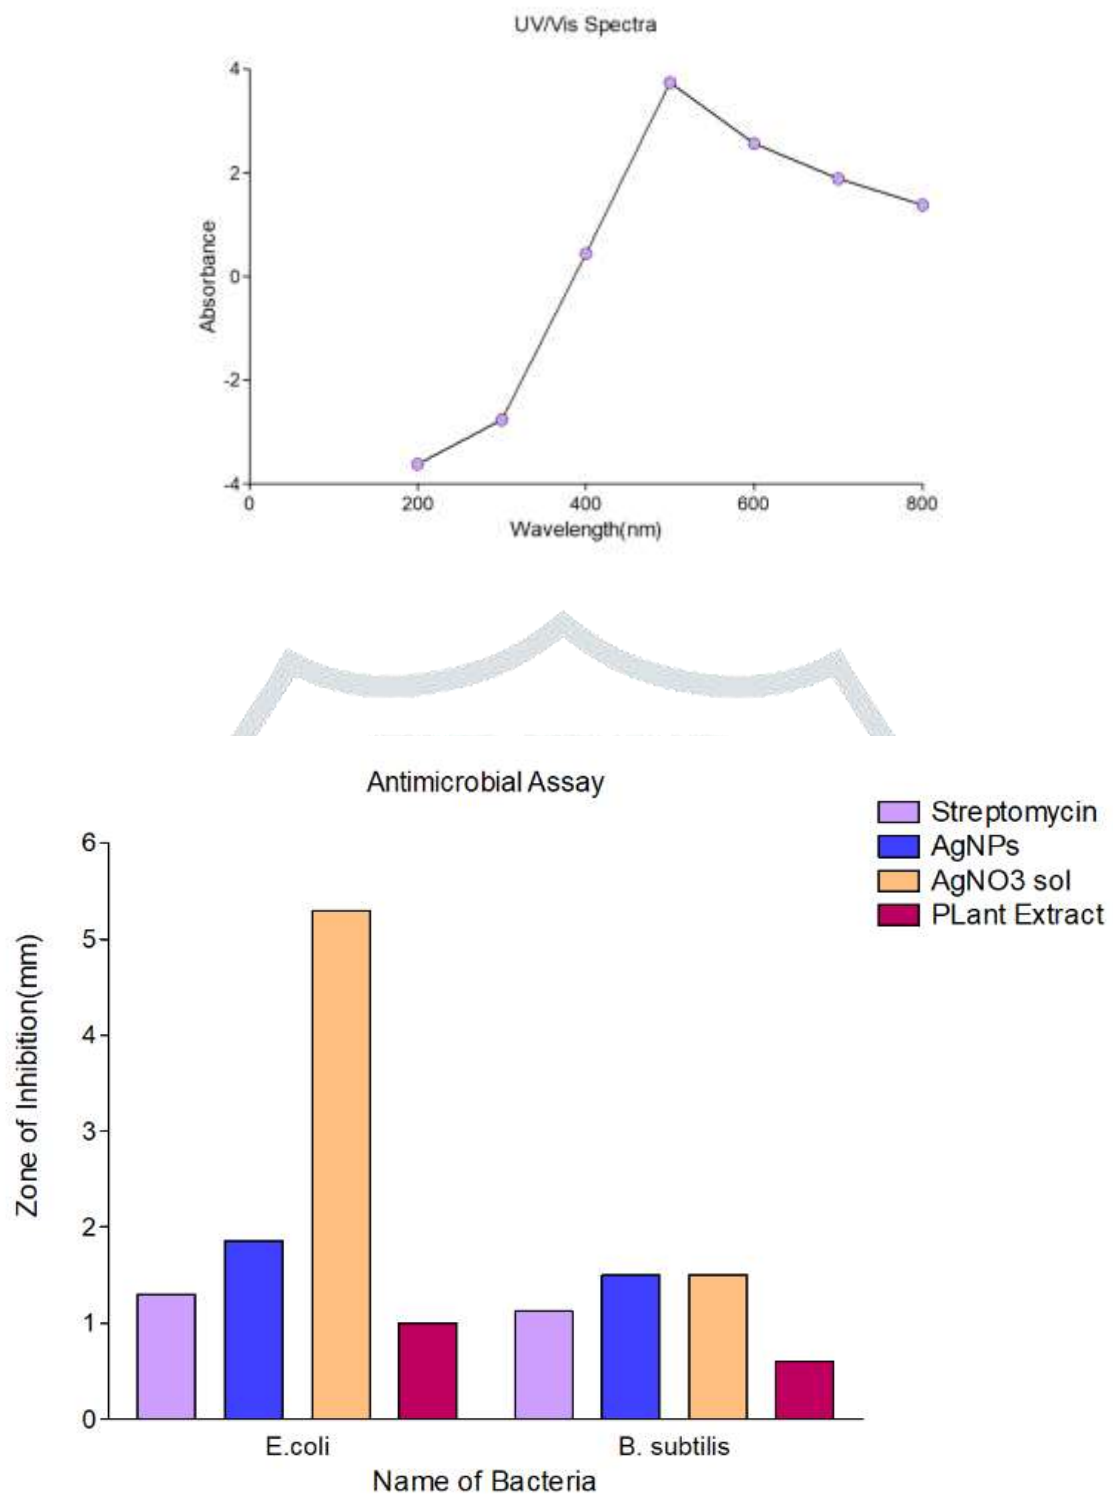 UV/Vis Spectra
4
2
0
-2
-4
Absorbance
0 200 400 600 800
Wavelength(nm)
Antimicrobial Assay
Streptomycin
AgNPs
AgNO3 sol
PLant Extract
6
5
4
3
2
1
0
Zone of Inhibition(mm)
E.coli B. subtilis
Name of Bacteria